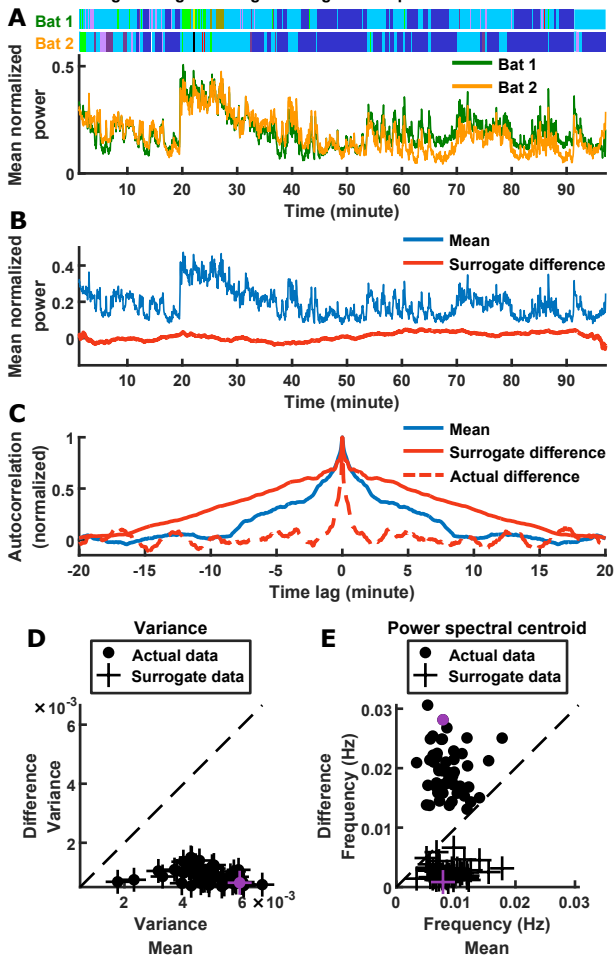 A
Bat 1
Bat 2
Mean normalized
power
0.5
0
Bat 1
Bat 2
10 20 30 40 50 60 70 80 90
Time (minute)
B
Mean normalized
power
0.4
0.2
0
Mean
Surrogate difference
10 20 30 40 50 60 70 80 90
Time (minute)
C
Autocorrelation
(normalized)
1
0.5
0
Mean
Surrogate difference
Actual difference
-20 -15 -10 -5 0 5 10 15 20
Time lag (minute)
D
Variance
Actual data
Surrogate data
×10⁻³
Difference
Variance
6
4
2
2 4 6 ×10⁻³
Variance
Mean
E
Power spectral centroid
Actual data
Surrogate data
Difference
Frequency (Hz)
0.03
0.02
0.01
0
0 0.01 0.02 0.03
Frequency (Hz)
Mean